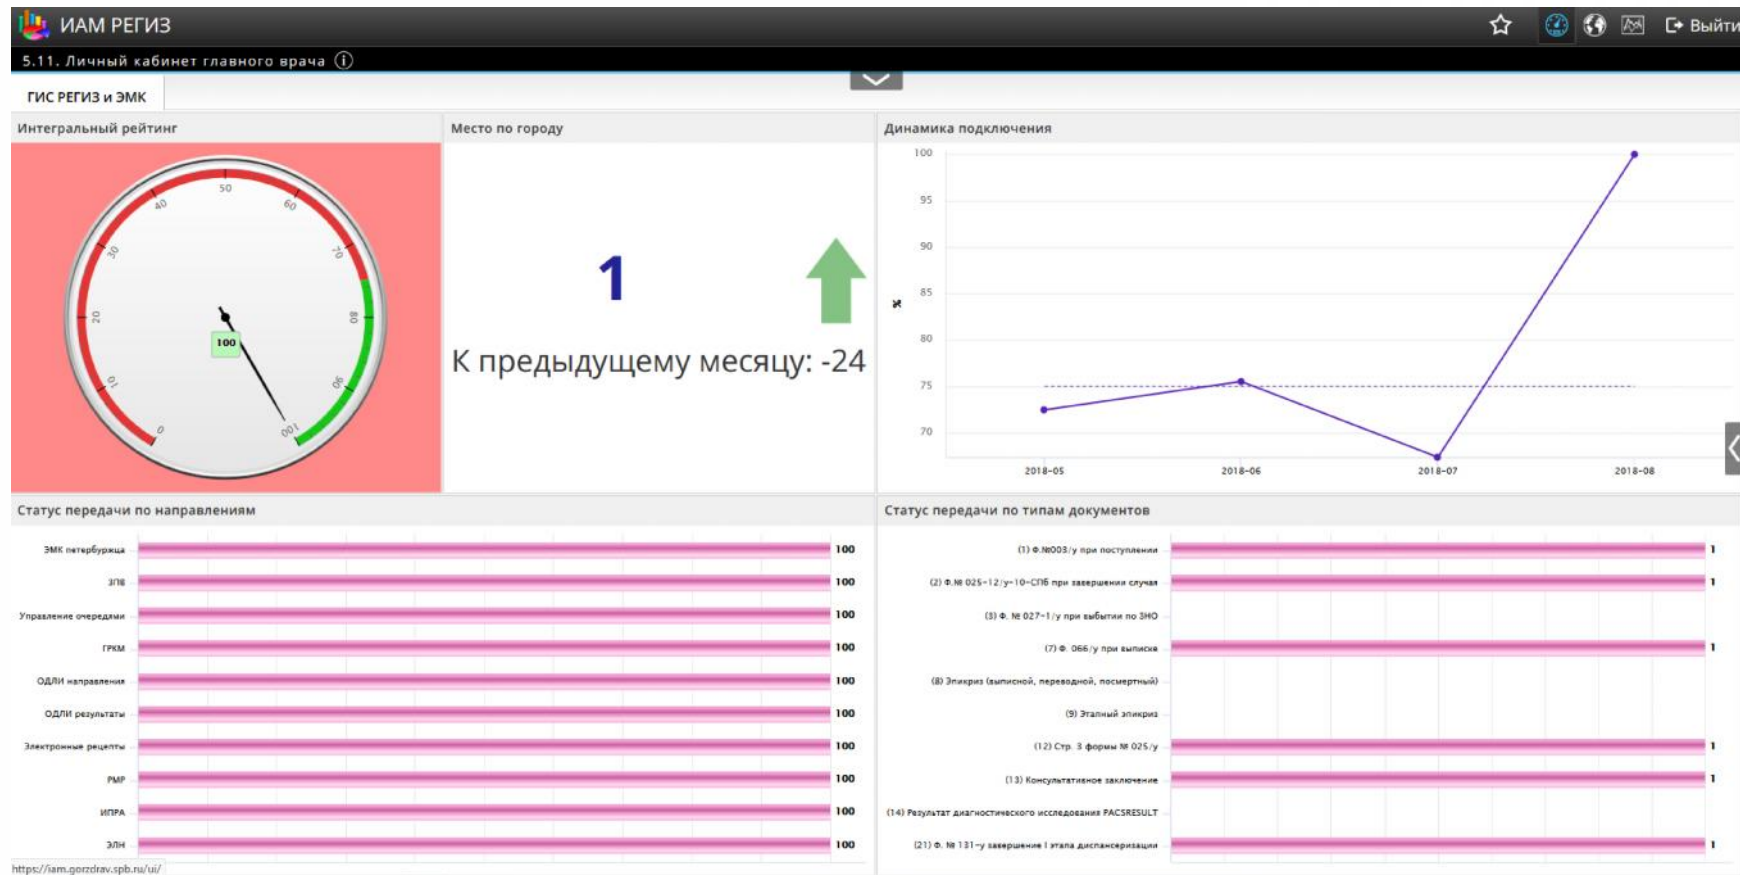 ИАМ РЕГИЗ
Выйти
5.11. Личный кабинет главного врача
ГИС РЕГИЗ и ЭМК
Интегральный рейтинг
0
10
20
30
40
50
60
70
80
90
100
100
Место по городу
1
К предыдущему месяцу: -24
Динамика подключения
100
95
90
85
80
75
70
%
2018-05
2018-06
2018-07
2018-08
Статус передачи по направлениям
ЭМК петербуржца 100
ЗПВ 100
Управление очередями 100
ГРКМ 100
ОДЛИ направления 100
ОДЛИ результаты 100
Электронные рецепты 100
РМР 100
ИПРА 100
ЭЛН 100
Статус передачи по типам документов
(1) Ф.№003/у при поступлении 1
(2) Ф.№ 025-12/у-10-СПб при завершении случая 1
(3) Ф. № 027-1/у при выбытии по ЗНО
(7) Ф. 066/у при выписке 1
(8) Эпикриз (выписной, переводной, посмертный)
(9) Этапный эпикриз
(12) Стр. 3 формы № 025/у 1
(13) Консультативное заключение 1
(14) Результат диагностического исследования PACSRESULT
(21) Ф. № 131-у завершение I этапа диспансеризации 1
https://iam.gorzdrav.spb.ru/ui/